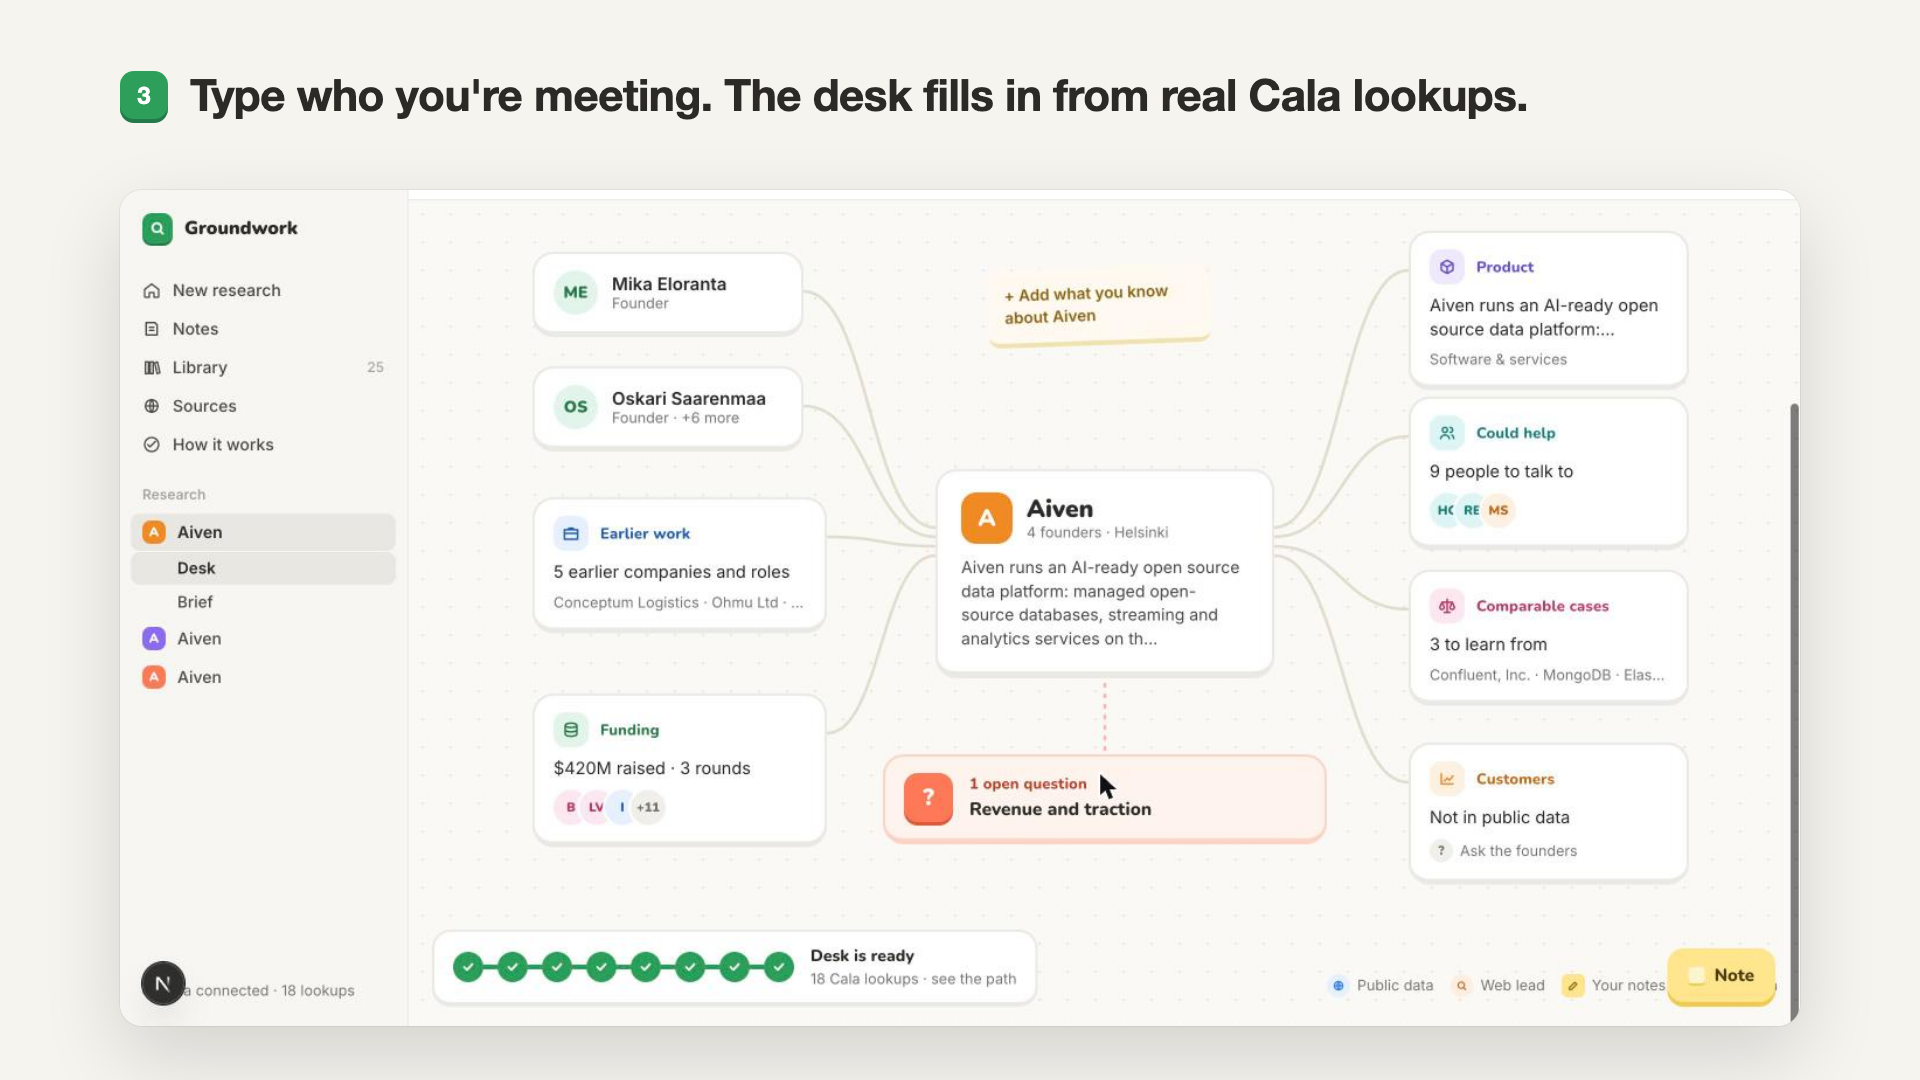 3
Type who you're meeting. The desk fills in from real Cala lookups.
Groundwork
New research
Notes
Library 25
Sources
How it works
Research
A Aiven
Desk
Brief
A Aiven
A Aiven
N a connected · 18 lookups
ME Mika Eloranta
Founder
OS Oskari Saarenmaa
Founder · +6 more
Earlier work
5 earlier companies and roles
Conceptum Logistics · Ohmu Ltd · ...
Funding
$420M raised · 3 rounds
B LV I +11
+ Add what you know
about Aiven
A Aiven
4 founders · Helsinki
Aiven runs an AI-ready open source
data platform: managed open-
source databases, streaming and
analytics services on th...
? 1 open question
Revenue and traction
Product
Aiven runs an AI-ready open
source data platform:...
Software & services
Could help
9 people to talk to
HC RE MS
Comparable cases
3 to learn from
Confluent, Inc. · MongoDB · Elas...
Customers
Not in public data
? Ask the founders
Desk is ready
18 Cala lookups · see the path
Public data Web lead Your notes
Note